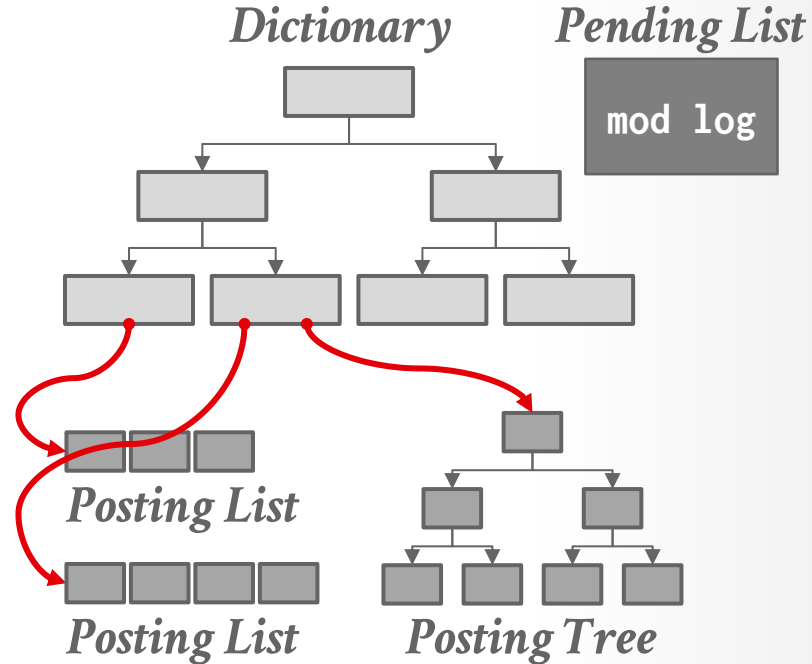 Dictionary
Pending List
mod log
Posting List
Posting List
Posting Tree